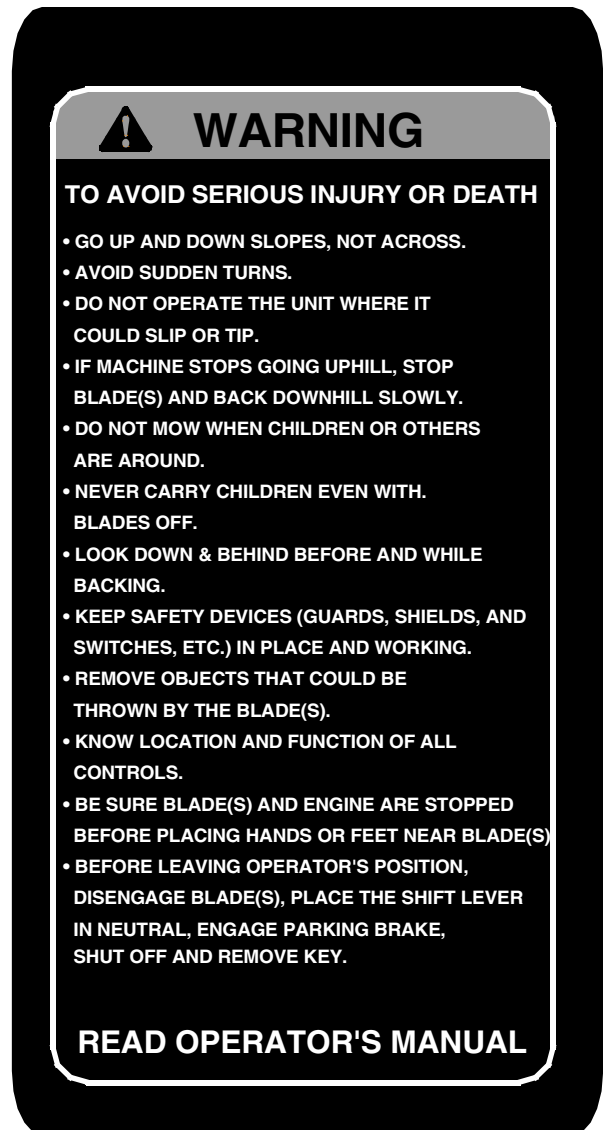 WARNING
TO AVOID SERIOUS INJURY OR DEATH
• GO UP AND DOWN SLOPES, NOT ACROSS.
• AVOID SUDDEN TURNS.
• DO NOT OPERATE THE UNIT WHERE IT
COULD SLIP OR TIP.
• IF MACHINE STOPS GOING UPHILL, STOP
BLADE(S) AND BACK DOWNHILL SLOWLY.
• DO NOT MOW WHEN CHILDREN OR OTHERS
ARE AROUND.
• NEVER CARRY CHILDREN EVEN WITH.
BLADES OFF.
• LOOK DOWN & BEHIND BEFORE AND WHILE
BACKING.
• KEEP SAFETY DEVICES (GUARDS, SHIELDS, AND
SWITCHES, ETC.) IN PLACE AND WORKING.
• REMOVE OBJECTS THAT COULD BE
THROWN BY THE BLADE(S).
• KNOW LOCATION AND FUNCTION OF ALL
CONTROLS.
• BE SURE BLADE(S) AND ENGINE ARE STOPPED
BEFORE PLACING HANDS OR FEET NEAR BLADE(S)
• BEFORE LEAVING OPERATOR'S POSITION,
DISENGAGE BLADE(S), PLACE THE SHIFT LEVER
IN NEUTRAL, ENGAGE PARKING BRAKE,
SHUT OFF AND REMOVE KEY.
READ OPERATOR'S MANUAL